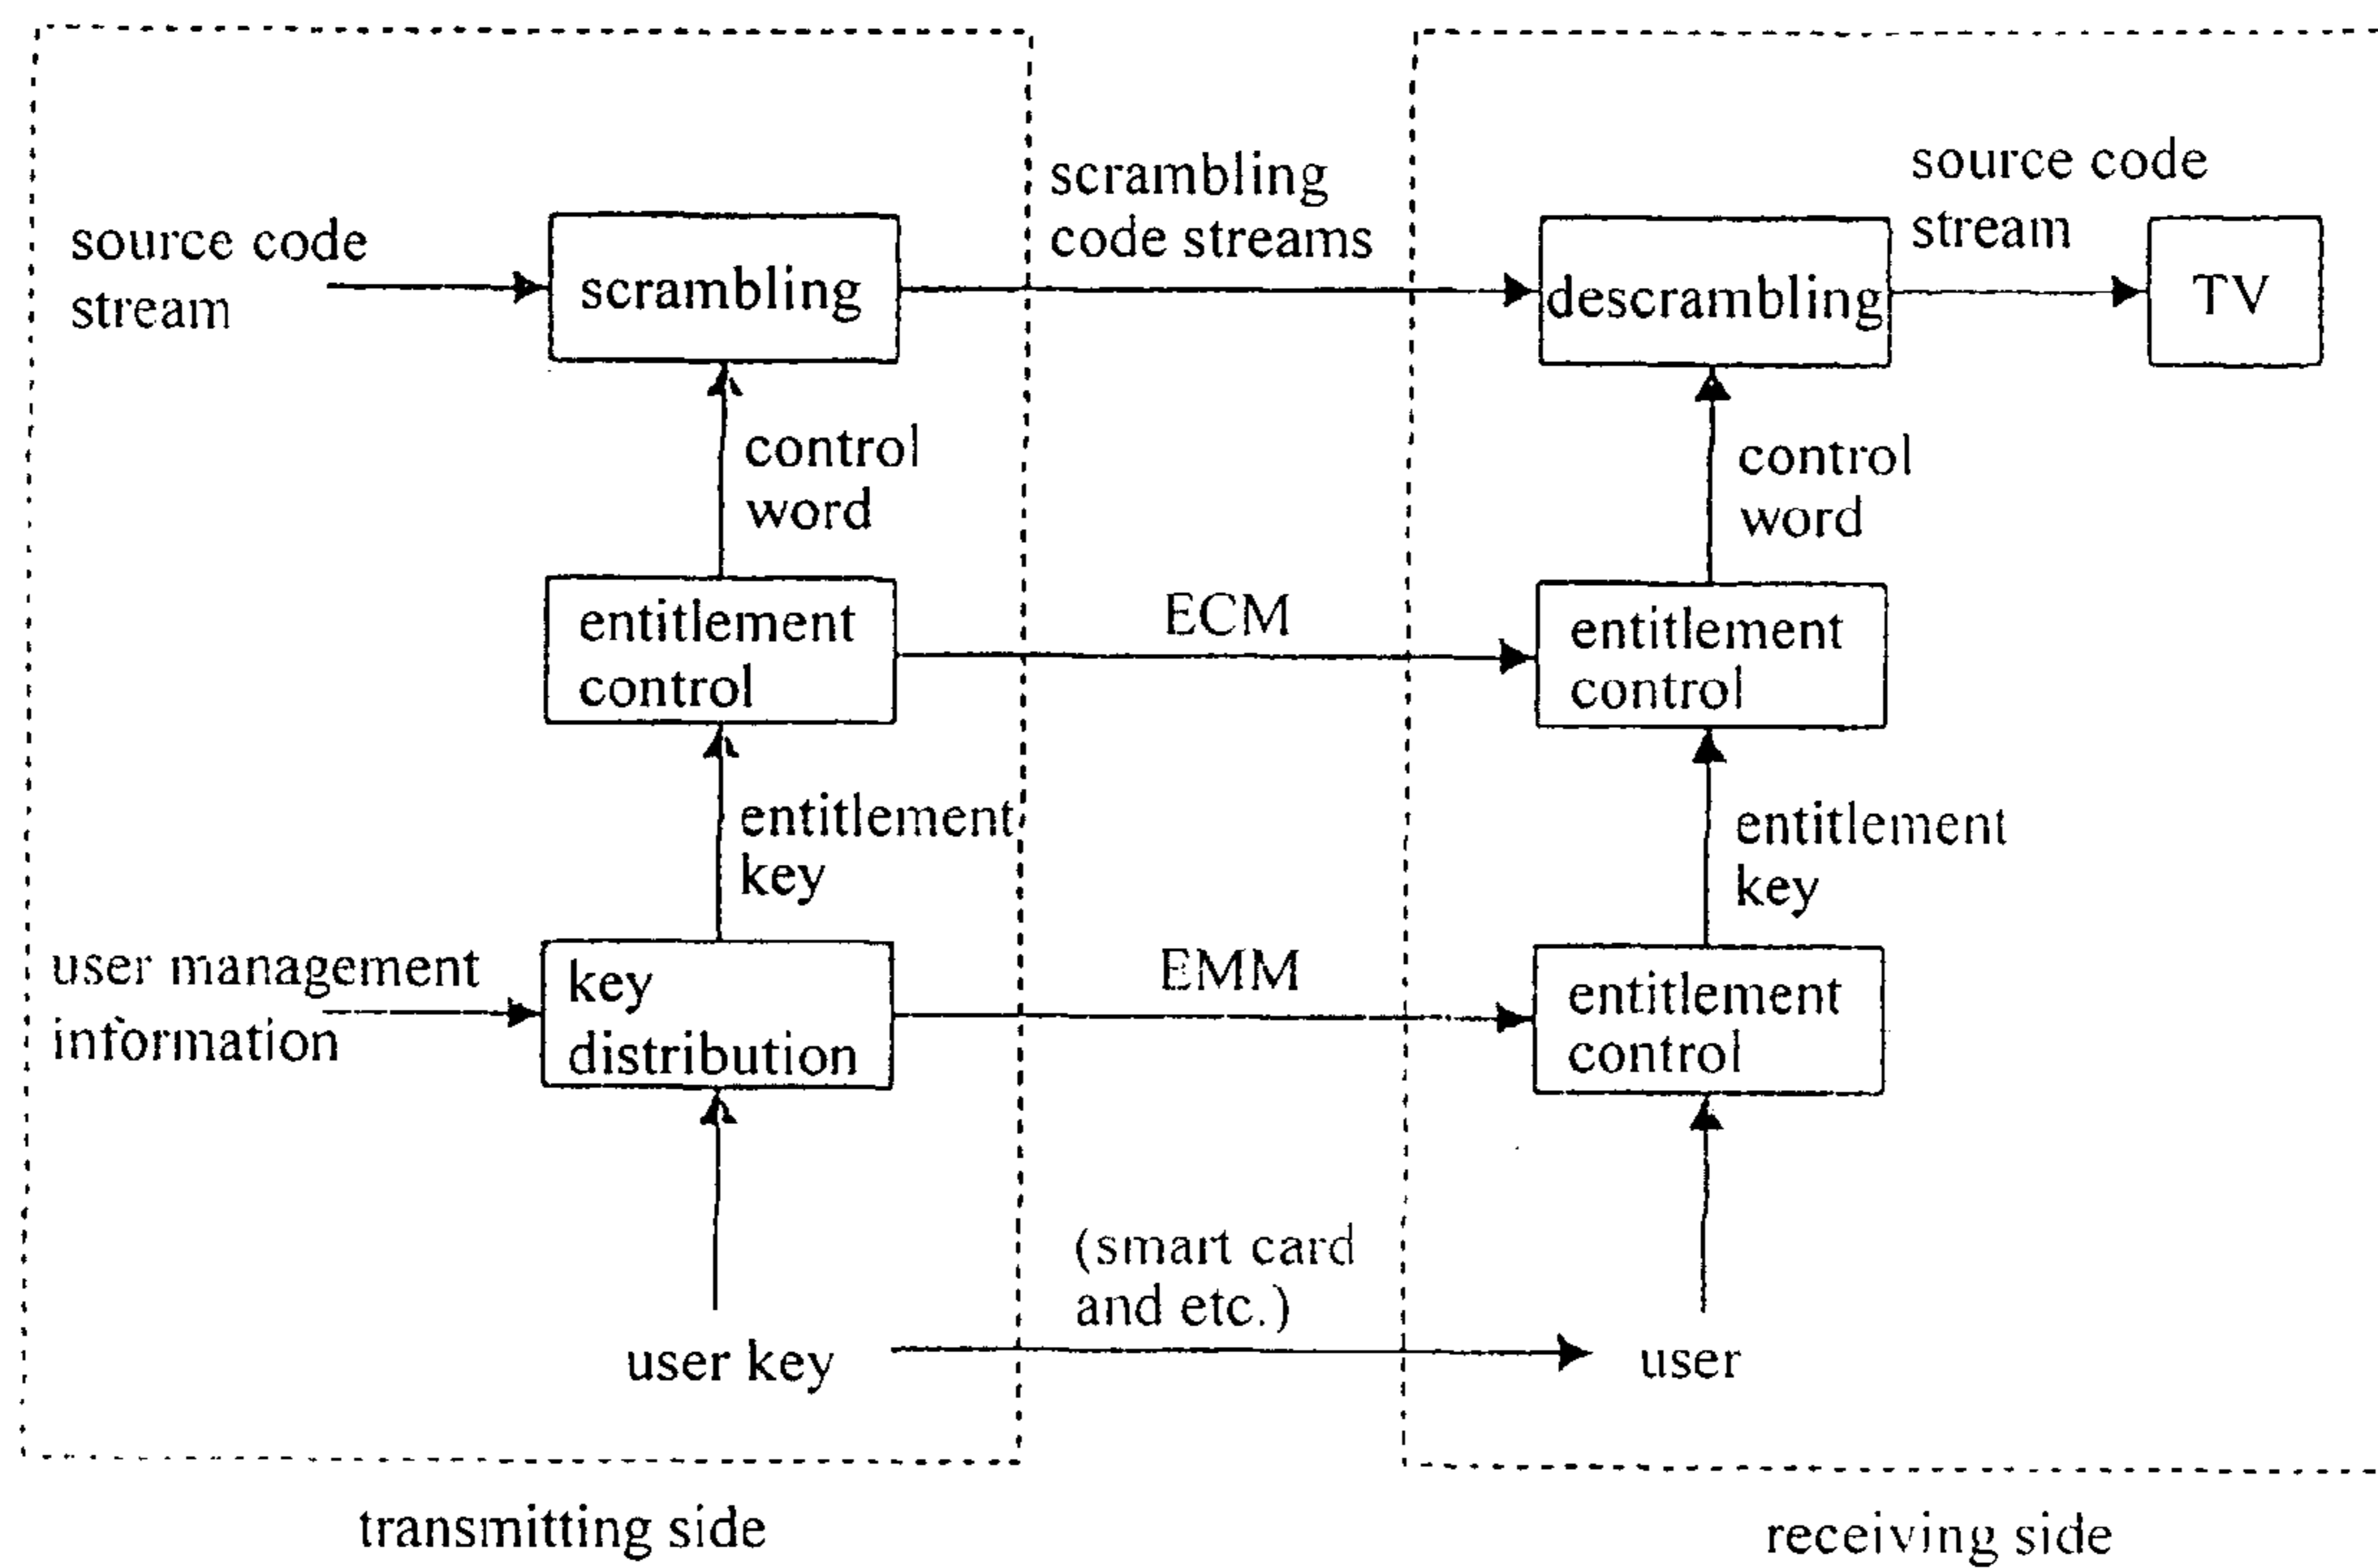 source code
stream
scrambling
scrambling
code streams
descrambling
source code
stream
TV
control
word
control
word
entitlement
control
ECM
entitlement
control
entitlement
key
entitlement
key
user management
information
key
distribution
EMM
entitlement
control
(smart card
and etc.)
user key
user
transmitting side
receiving side